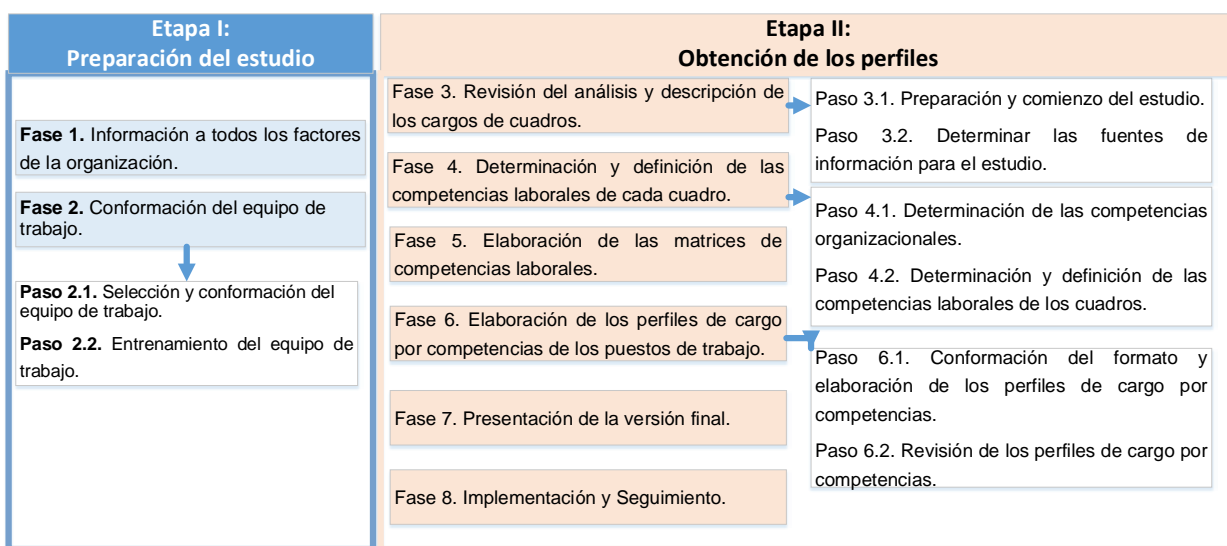 Etapa I:
Preparación del estudio
Fase 1. Información a todos los factores
de la organización.
Fase 2. Conformación del equipo de
trabajo.
Paso 2.1. Selección y conformación del
equipo de trabajo.
Paso 2.2. Entrenamiento del equipo de
trabajo.
Etapa II:
Obtención de los perfiles
Fase 3. Revisión del análisis y descripción de
los cargos de cuadros.
Fase 4. Determinación y definición de las
competencias laborales de cada cuadro.
Fase 5. Elaboración de las matrices de
competencias laborales.
Fase 6. Elaboración de los perfiles de cargo
por competencias de los puestos de trabajo.
Fase 7. Presentación de la versión final.
Fase 8. Implementación y Seguimiento.
Paso 3.1. Preparación y comienzo del estudio.
Paso 3.2. Determinar las fuentes de
información para el estudio.
Paso 4.1. Determinación de las competencias
organizacionales.
Paso 4.2. Determinación y definición de las
competencias laborales de los cuadros.
Paso 6.1. Conformación del formato y
elaboración de los perfiles de cargo por
competencias.
Paso 6.2. Revisión de los perfiles de cargo por
competencias.